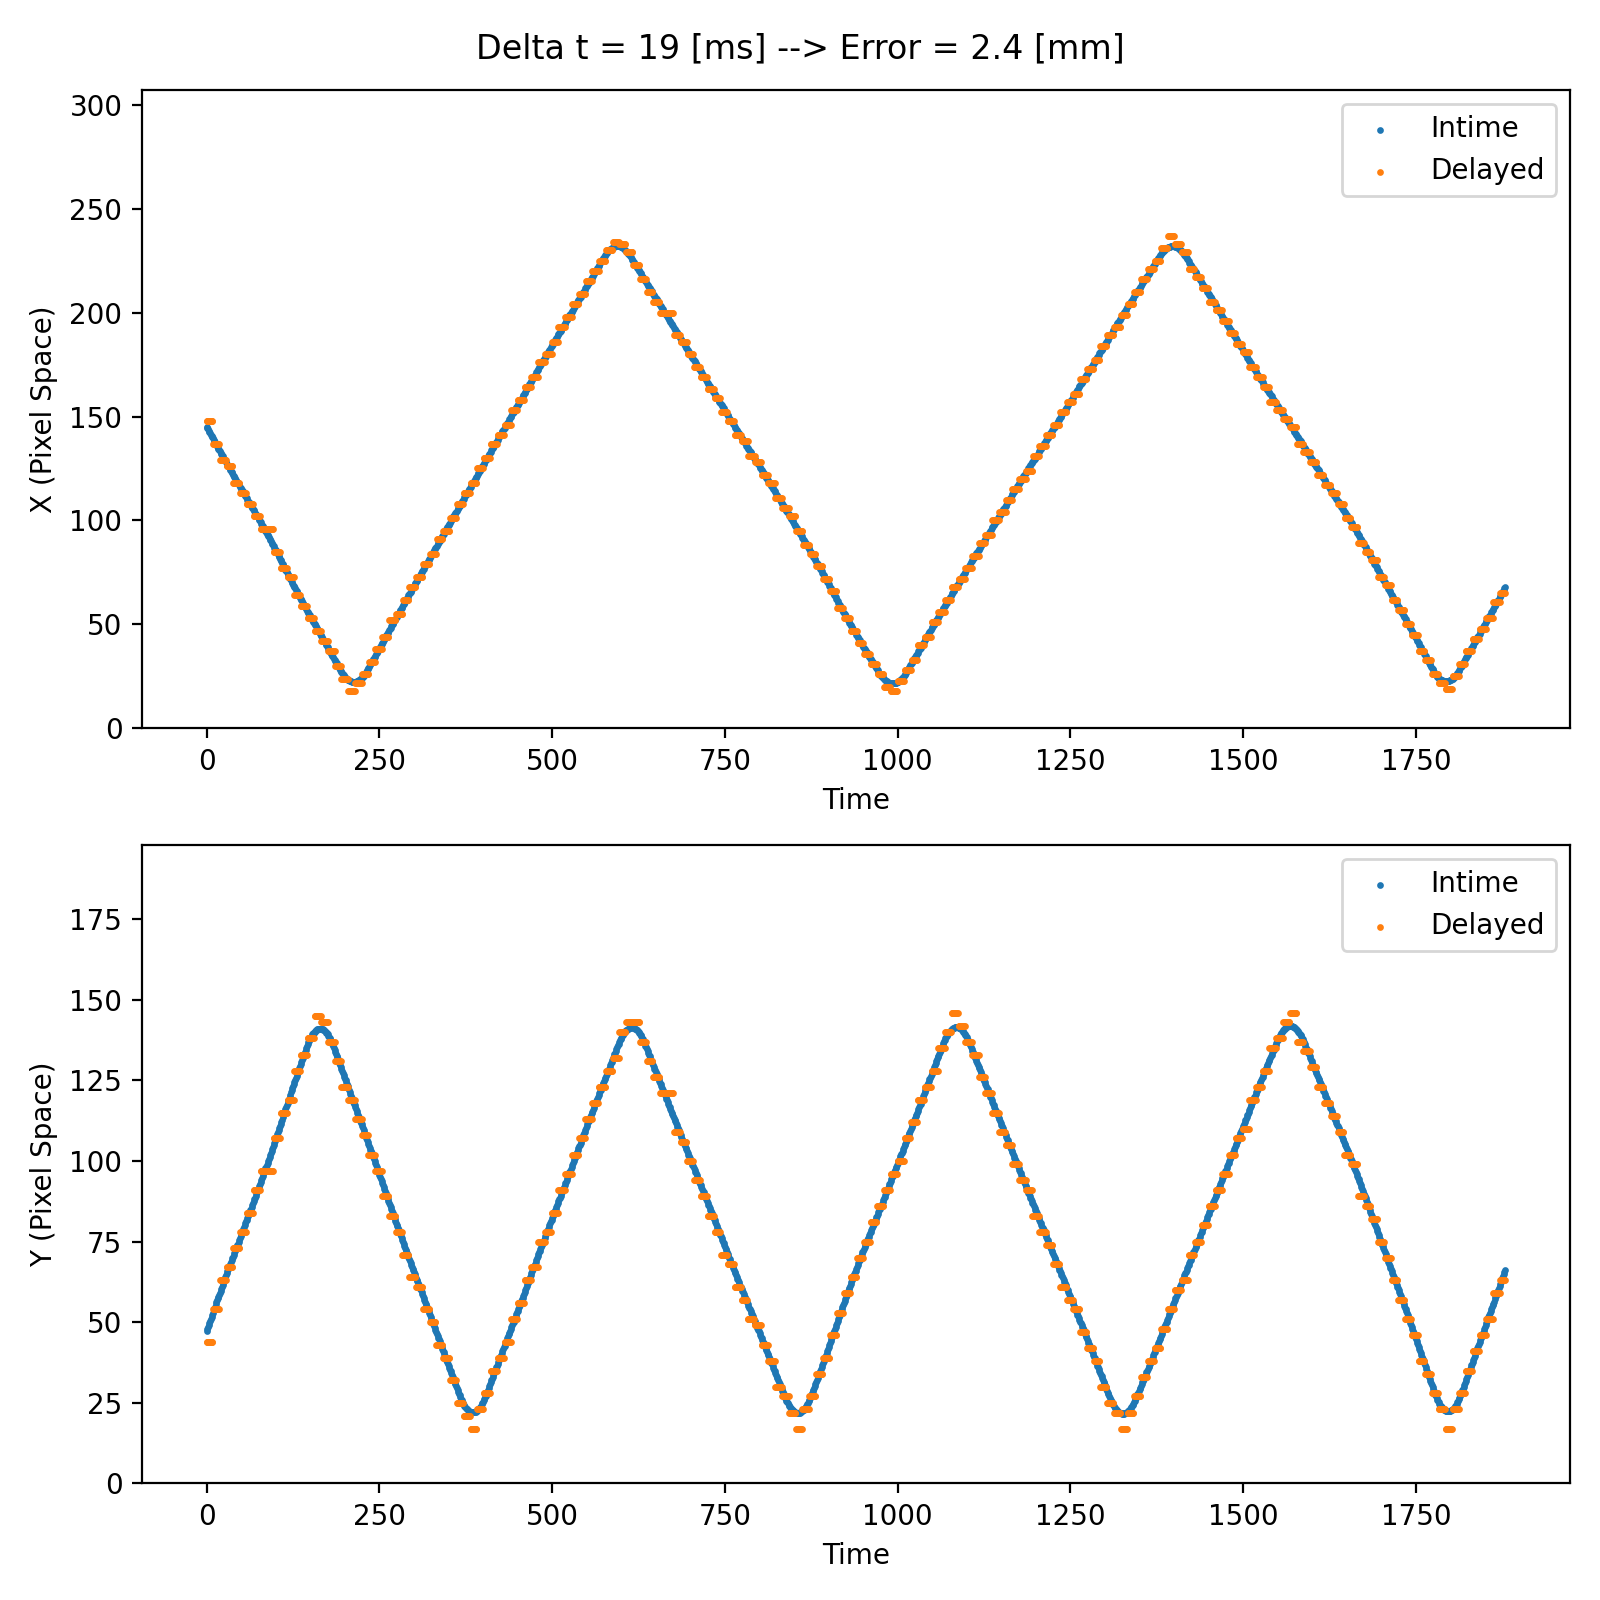 Delta t = 19 [ms] --> Error = 2.4 [mm]
300
250
200
150
100
50
0
X (Pixel Space)
Intime
Delayed
0 250 500 750 1000 1250 1500 1750
Time
175
150
125
100
75
50
25
0
Y (Pixel Space)
Intime
Delayed
0 250 500 750 1000 1250 1500 1750
Time